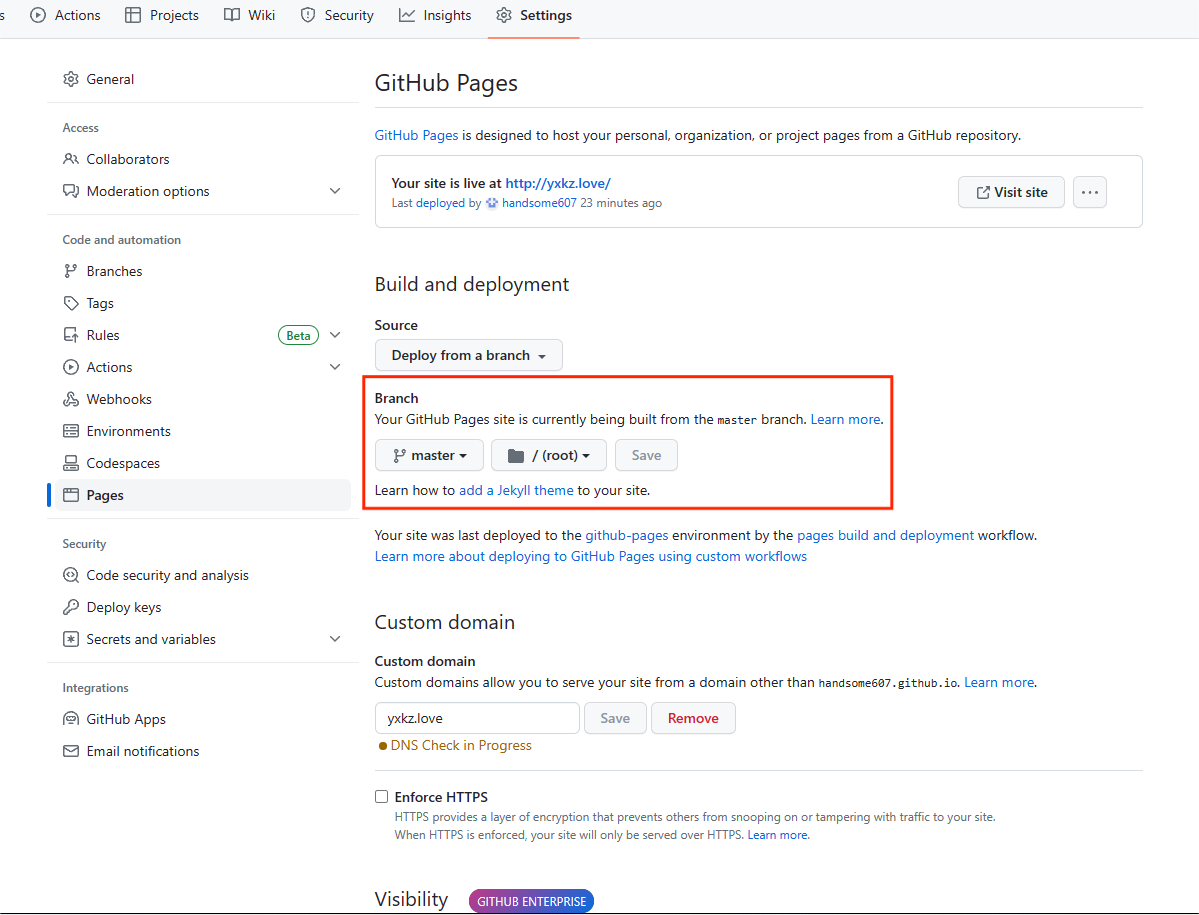 s Actions Projects Wiki Security Insights Settings
General
Access
Collaborators
Moderation options
Code and automation
Branches
Tags
Rules Beta
Actions
Webhooks
Environments
Codespaces
Pages
Security
Code security and analysis
Deploy keys
Secrets and variables
Integrations
GitHub Apps
Email notifications
GitHub Pages
GitHub Pages is designed to host your personal, organization, or project pages from a GitHub repository.
Your site is live at http://yxkz.love/
Last deployed by handsome607 23 minutes ago
Visit site ...
Build and deployment
Source
Deploy from a branch
Branch
Your GitHub Pages site is currently being built from the master branch. Learn more.
master / (root) Save
Learn how to add a Jekyll theme to your site.
Your site was last deployed to the github-pages environment by the pages build and deployment workflow.
Learn more about deploying to GitHub Pages using custom workflows
Custom domain
Custom domain
Custom domains allow you to serve your site from a domain other than handsome607.github.io. Learn more.
yxkz.love Save Remove
DNS Check in Progress
Enforce HTTPS
HTTPS provides a layer of encryption that prevents others from snooping on or tampering with traffic to your site.
When HTTPS is enforced, your site will only be served over HTTPS. Learn more.
Visibility GITHUB ENTERPRISE